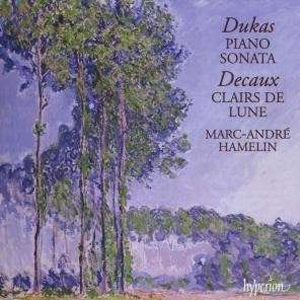 Dukas
PIANO
SONATA
Decaux
CLAIRS DE
LUNE
MARC-ANDRÉ
HAMELIN
hyperion